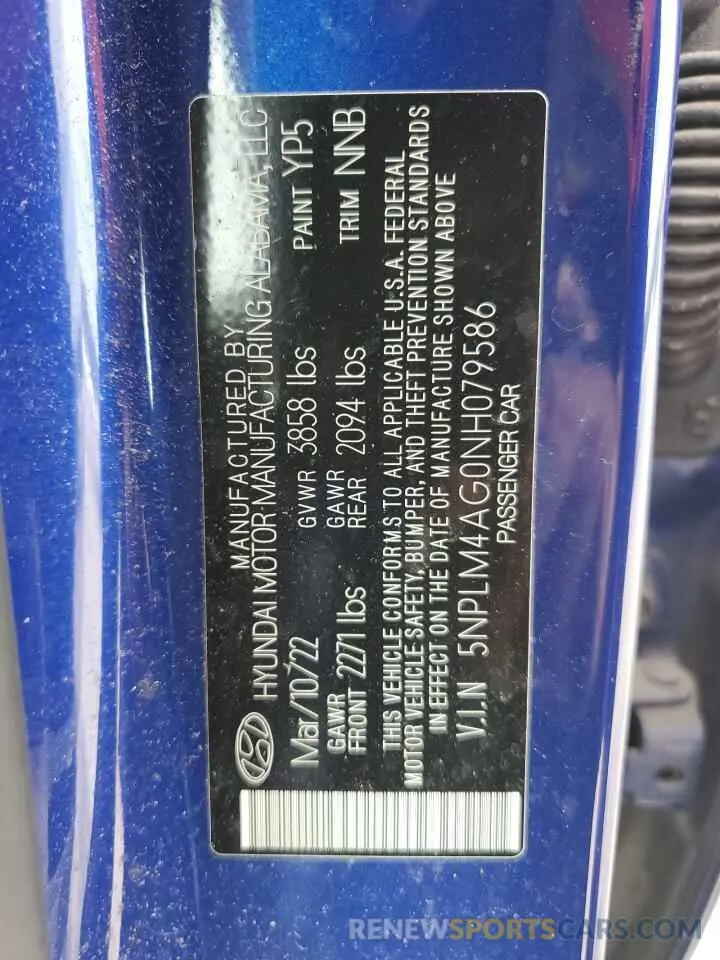 MANUFACTURED BY
HYUNDAI MOTOR MANUFACTURING ALABAMA, LLC
Mar/10/22 GVWR 3858 lbs PAINT YP5
GAWR FRONT 2271 lbs GAWR REAR 2094 lbs TRIM NNB
THIS VEHICLE CONFORMS TO ALL APPLICABLE U.S.A. FEDERAL
MOTOR VEHICLE SAFETY, BUMPER, AND THEFT PREVENTION STANDARDS
IN EFFECT ON THE DATE OF MANUFACTURE SHOWN ABOVE
V.I.N 5NPLM4AG0NH079586
PASSENGER CAR
RENEWSPORTSCARS.COM